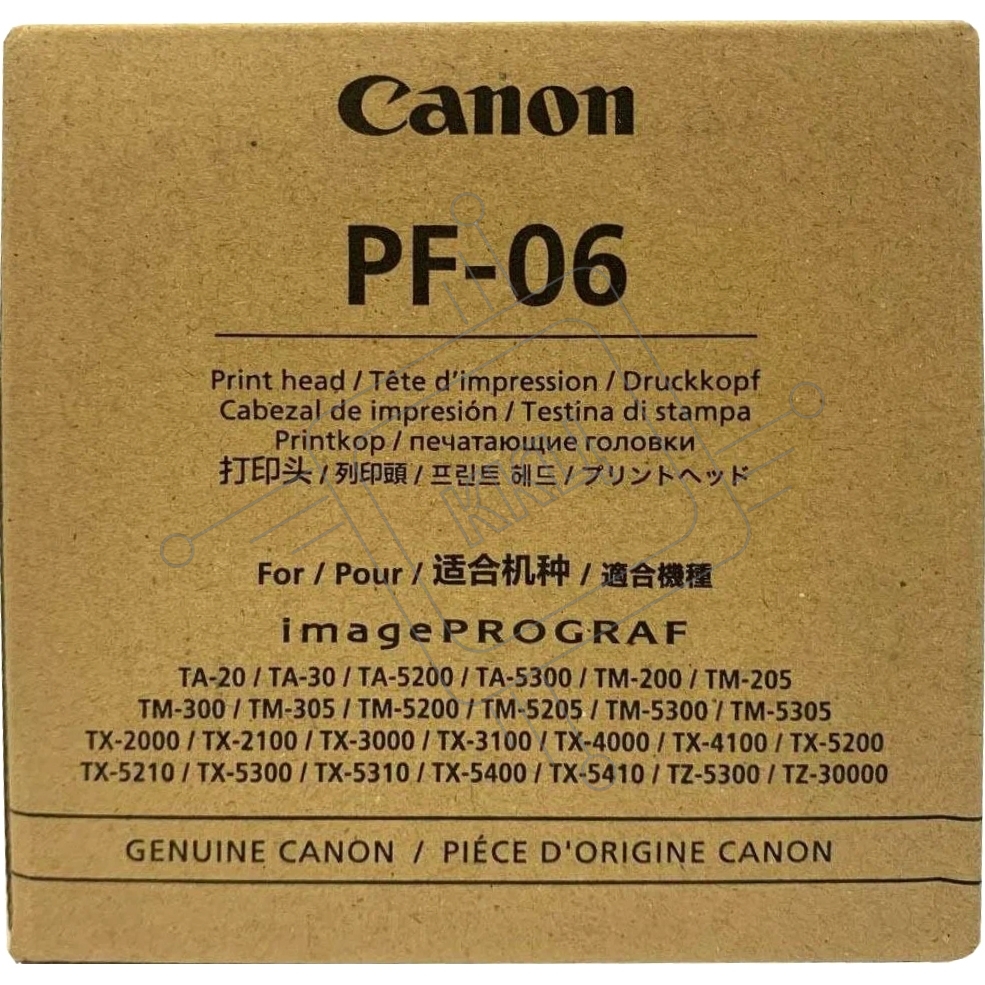 Canon
PF-06
Print head / Tête d'impression / Druckkopf
Cabezal de impresión / Testina di stampa
Printkop / печатающие головки
打印头 / 列印頭 / 프린트 헤드 / プリントヘッド
For / Pour / 适合机种 / 適合機種
imagePROGRAF
TA-20 / TA-30 / TA-5200 / TA-5300 / TM-200 / TM-205
TM-300 / TM-305 / TM-5200 / TM-5205 / TM-5300 / TM-5305
TX-2000 / TX-2100 / TX-3000 / TX-3100 / TX-4000 / TX-4100 / TX-5200
TX-5210 / TX-5300 / TX-5310 / TX-5400 / TX-5410 / TZ-5300 / TZ-30000
GENUINE CANON / PIÉCE D'ORIGINE CANON